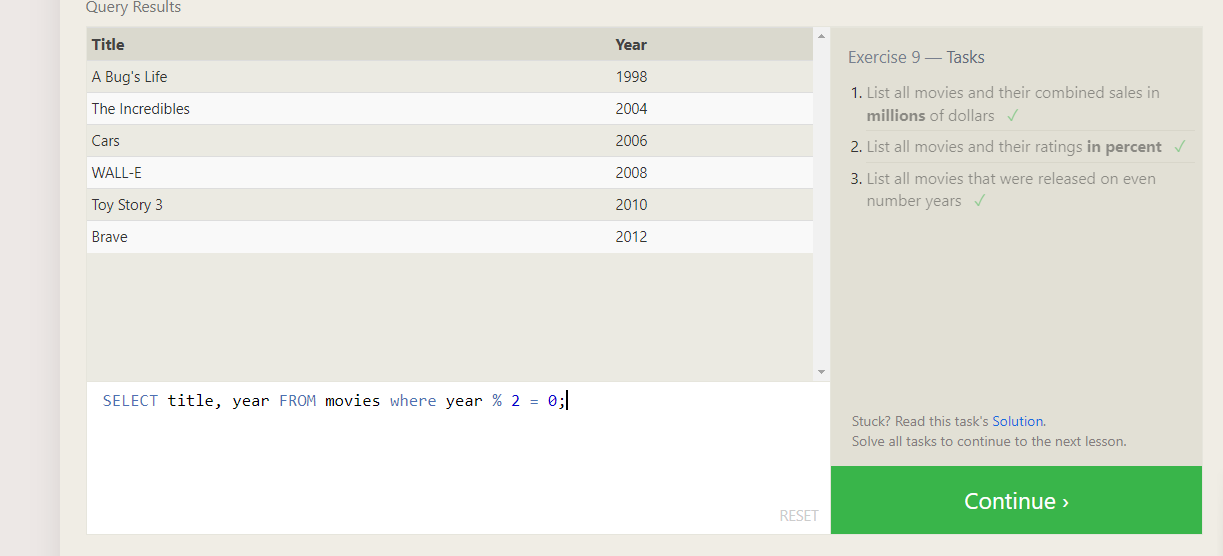 Query Results
Title Year
A Bug's Life 1998
The Incredibles 2004
Cars 2006
WALL-E 2008
Toy Story 3 2010
Brave 2012
SELECT title, year FROM movies where year % 2 = 0;
RESET
Exercise 9 — Tasks
1. List all movies and their combined sales in
millions of dollars ✓
2. List all movies and their ratings in percent ✓
3. List all movies that were released on even
number years ✓
Stuck? Read this task's Solution.
Solve all tasks to continue to the next lesson.
Continue ›